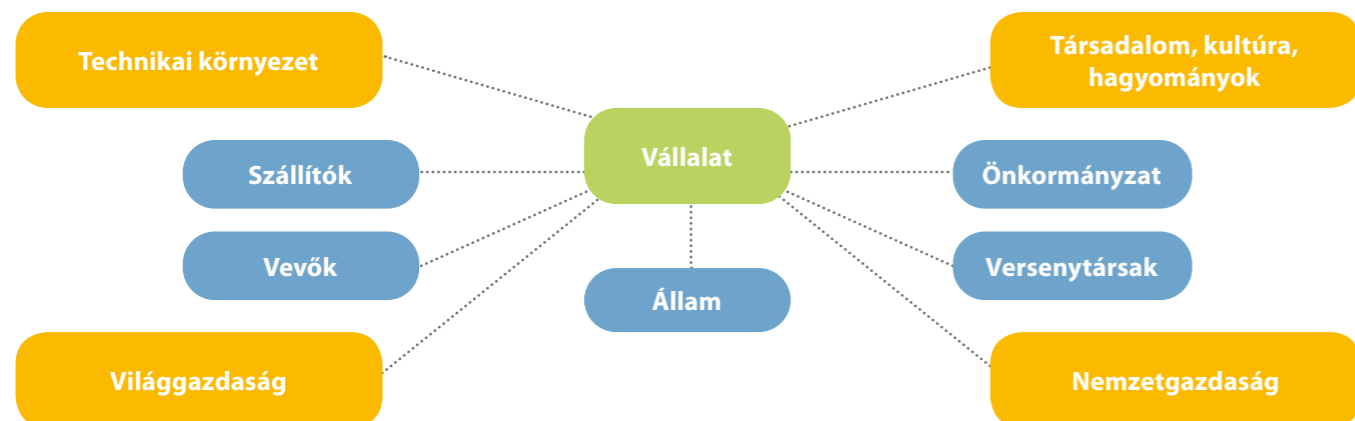 Technikai környezet
Társadalom, kultúra,
hagyományok
Vállalat
Szállítók
Önkormányzat
Vevők
Versenytársak
Állam
Világgazdaság
Nemzetgazdaság